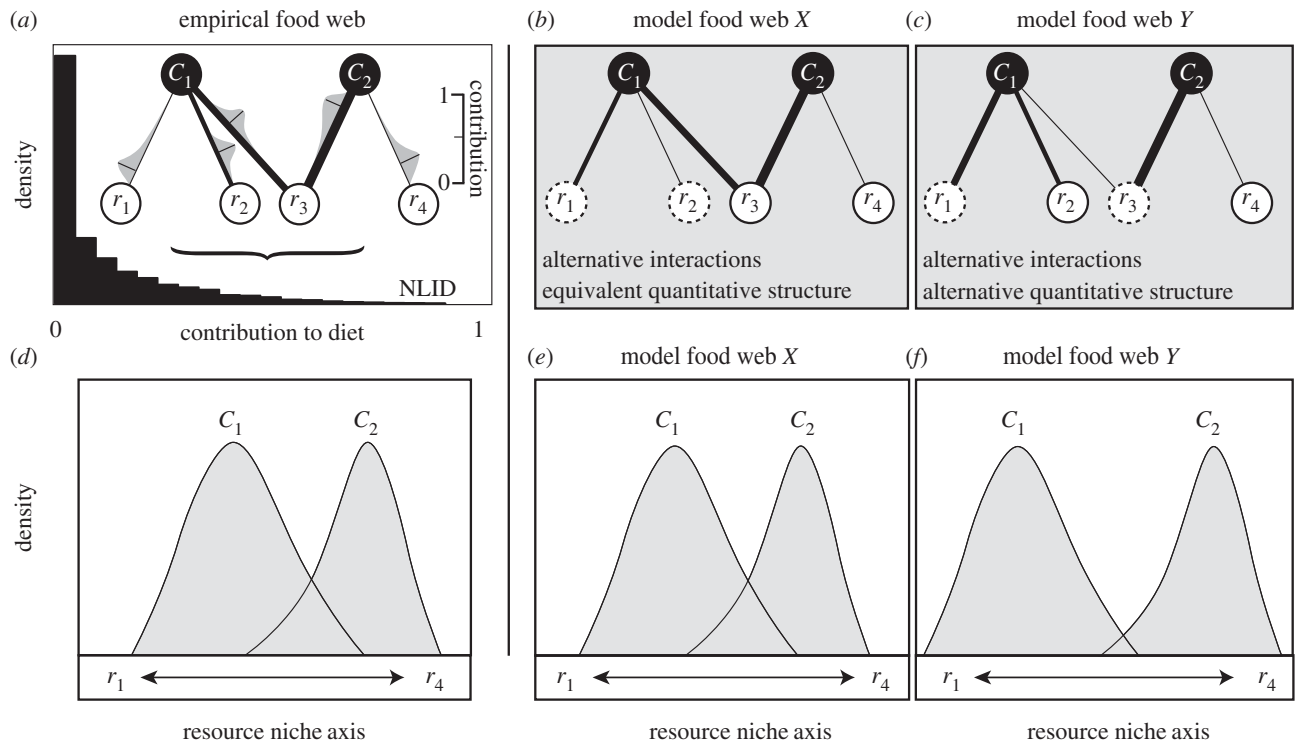 (a) empirical food web
C1 C2
1
contribution
0
density
r1 r2 r3 r4
NLID
0 contribution to diet 1
(b) model food web X
C1 C2
r1 r2 r3 r4
alternative interactions
equivalent quantitative structure
(c) model food web Y
C1 C2
r1 r2 r3 r4
alternative interactions
alternative quantitative structure
(d)
C1 C2
density
r1 r4
resource niche axis
(e) model food web X
C1 C2
r1 r4
resource niche axis
(f) model food web Y
C1 C2
r1 r4
resource niche axis